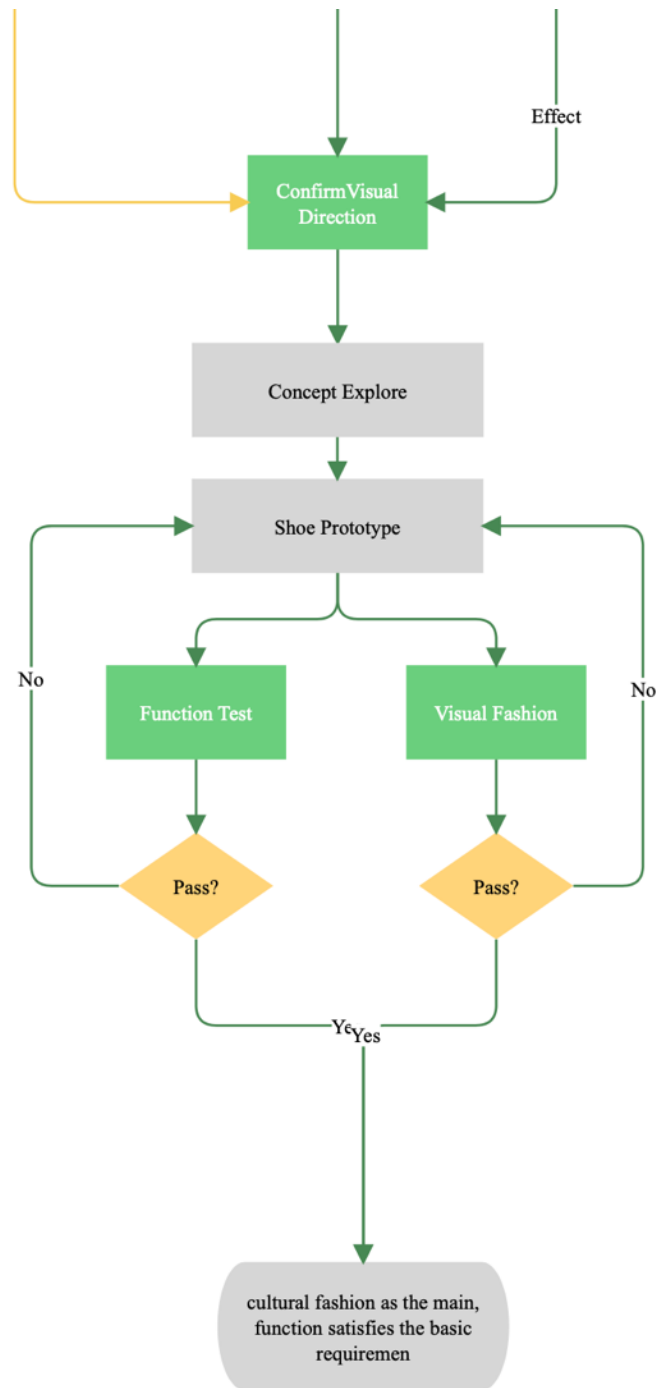 Effect
ConfirmVisual
Direction
Concept Explore
Shoe Prototype
No
No
Function Test
Visual Fashion
Pass?
Pass?
Ye
Yes
cultural fashion as the main,
function satisfies the basic
requiremen